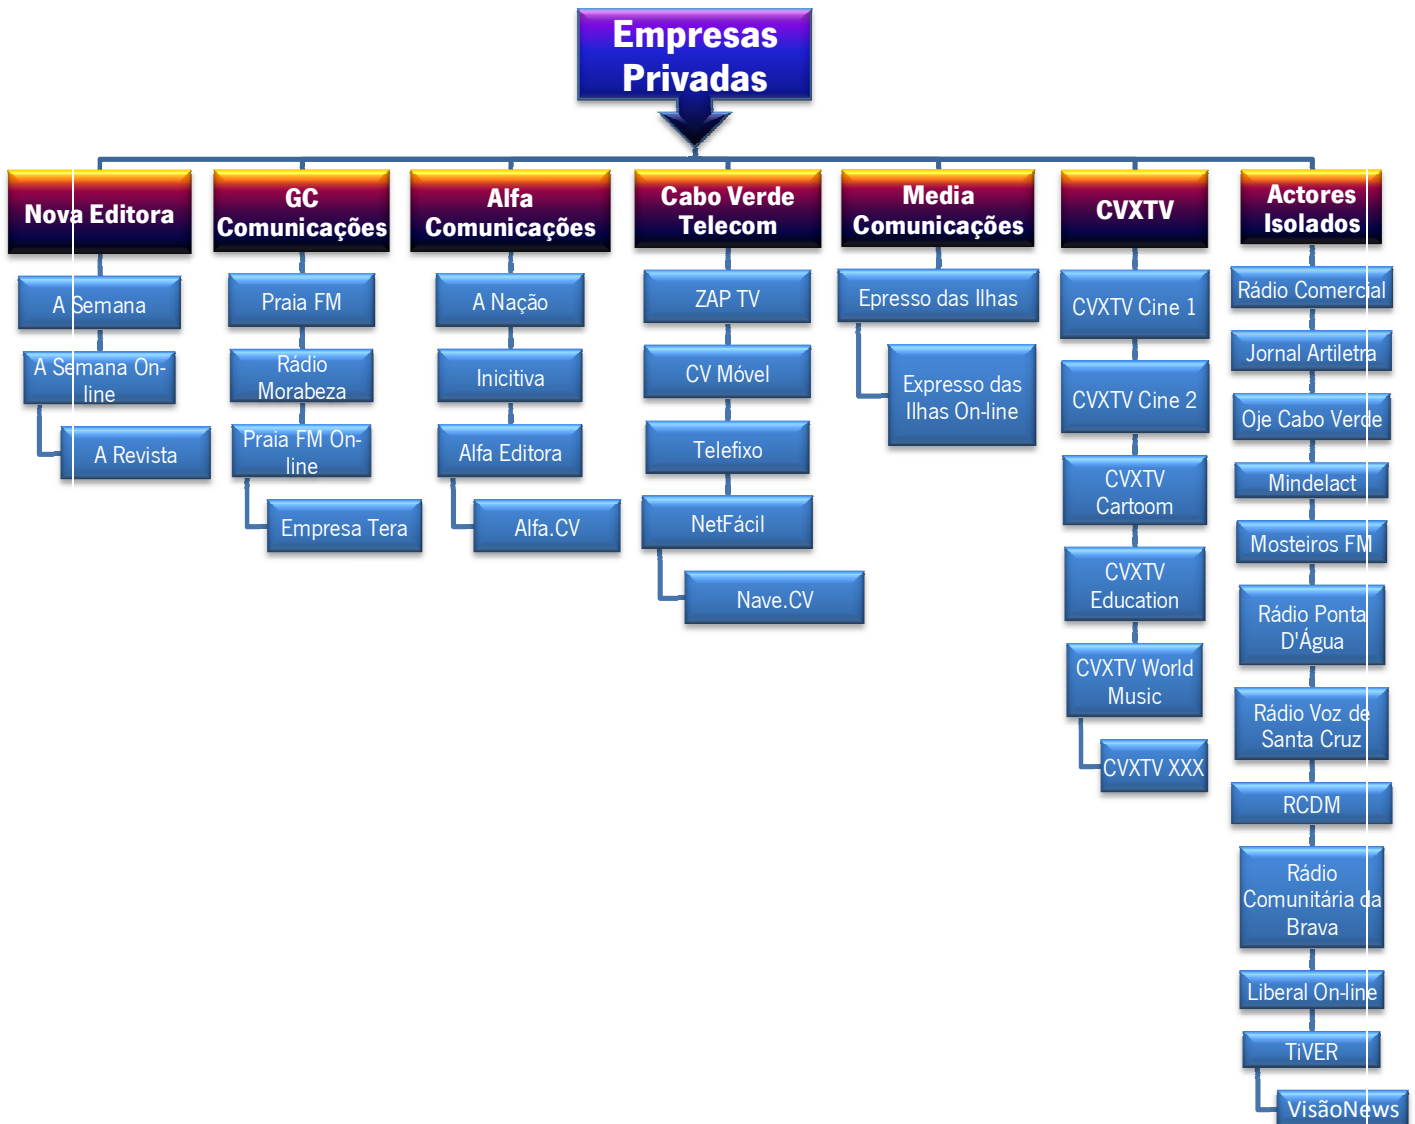 Empresas
Privadas
Nova Editora
A Semana
A Semana On-
line
A Revista
GC
Comunicações
Praia FM
Rádio
Morabeza
Praia FM On-
line
Empresa Tera
Alfa
Comunicações
A Nação
Inicitiva
Alfa Editora
Alfa.CV
Cabo Verde
Telecom
ZAP TV
CV Móvel
Telefixo
NetFácil
Nave.CV
Media
Comunicações
Epresso das Ilhas
Expresso das
Ilhas On-line
CVXTV
CVXTV Cine 1
CVXTV Cine 2
CVXTV
Cartoom
CVXTV
Education
CVXTV World
Music
CVXTV XXX
Actores
Isolados
Rádio Comercial
Jornal Artiletra
Oje Cabo Verde
Mindelact
Mosteiros FM
Rádio Ponta
D'Água
Rádio Voz de
Santa Cruz
RCDM
Rádio
Comunitária da
Brava
Liberal On-line
TiVER
VisãoNews